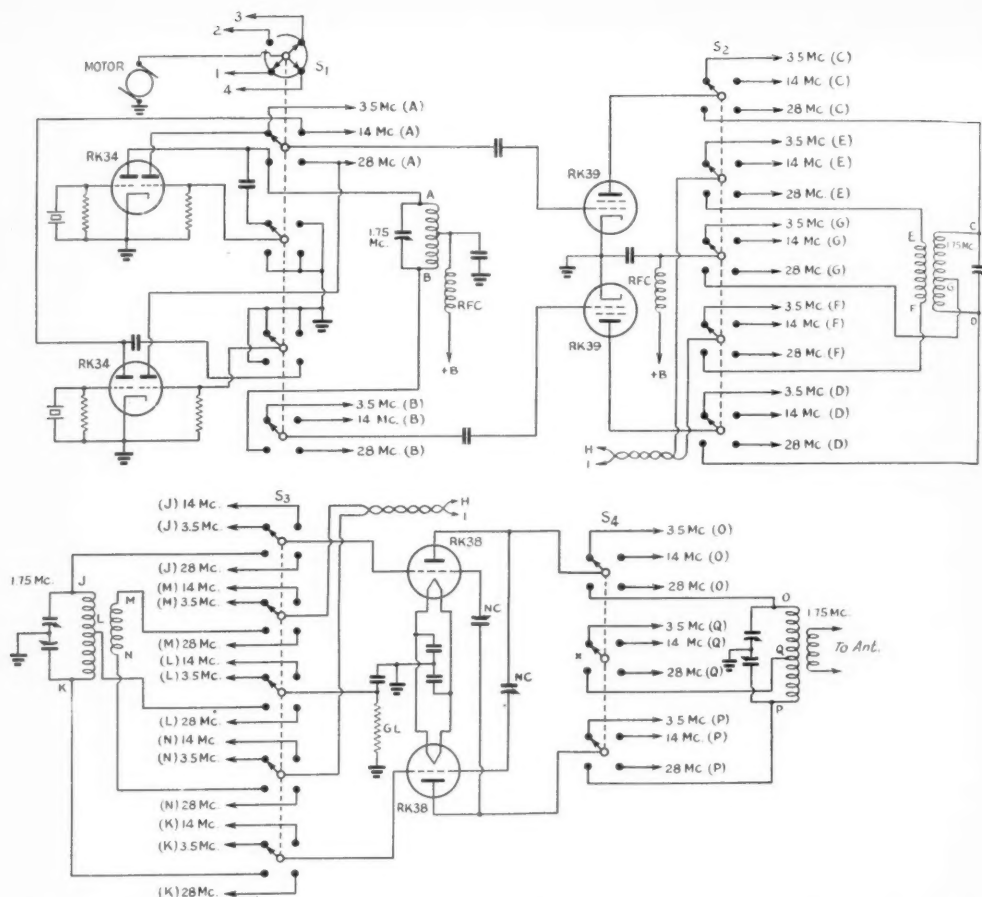 3
2
S1
MOTOR
1
4
3.5 Mc (A)
14 Mc (A)
28 Mc (A)
RK34
A
1.75 Mc.
B
RFC
+B
RK34
3.5 Mc (B)
14 Mc (B)
28 Mc (B)
RK39
RFC
RK39
+B
H
I
S2
3.5 Mc (C)
14 Mc (C)
28 Mc (C)
3.5 Mc (E)
14 Mc (E)
28 Mc (E)
3.5 Mc (G)
14 Mc (G)
28 Mc (G)
3.5 Mc (F)
14 Mc (F)
28 Mc (F)
3.5 Mc (D)
14 Mc (D)
28 Mc (D)
E
F
C
1.75 Mc.
G
D
S3
(J) 14 Mc.
(J) 3.5 Mc.
(J) 28 Mc.
(M) 14 Mc.
(M) 3.5 Mc.
(M) 28 Mc.
(L) 14 Mc.
(L) 3.5 Mc.
(L) 28 Mc.
(N) 14 Mc.
(N) 3.5 Mc.
(N) 28 Mc.
(K) 14 Mc.
(K) 3.5 Mc.
(K) 28 Mc.
1.75 Mc.
J
L
K
M
N
H
I
RK38
NC
NC
GL
RK38
S4
3.5 Mc (O)
14 Mc (O)
28 Mc (O)
3.5 Mc (Q)
14 Mc (Q)
x
28 Mc (Q)
3.5 Mc (P)
14 Mc. (P)
28 Mc (P)
O
1.75 Mc.
Q
To Ant.
P